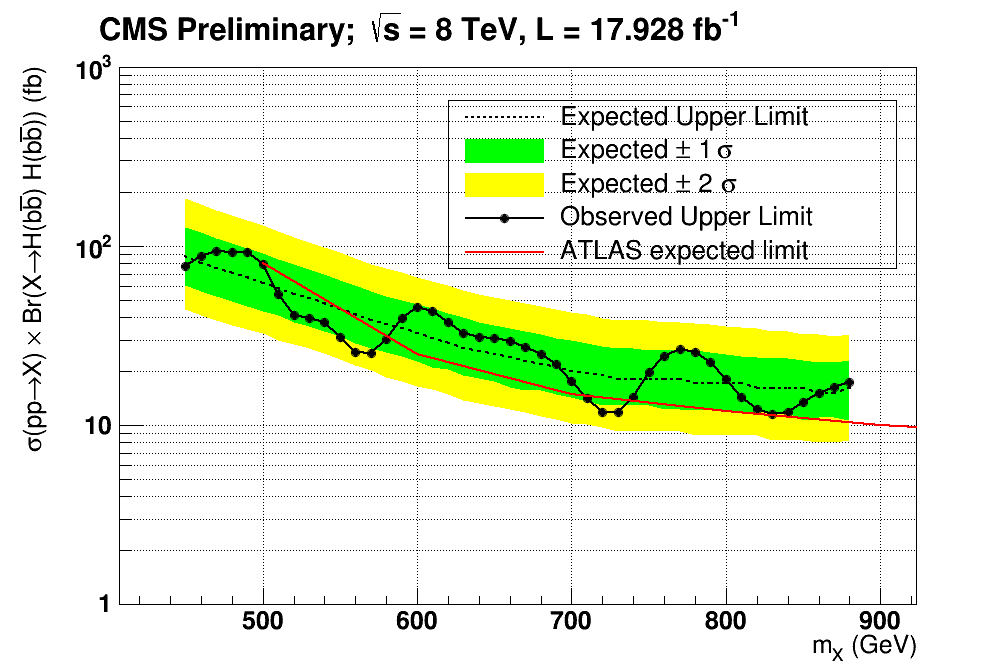 CMS Preliminary; √s = 8 TeV, L = 17.928 fb⁻¹
σ(pp→X) × Br(X→H(bb̅) H(bb̅)) (fb)
10³
10²
10
1
Expected Upper Limit
Expected ± 1 σ
Expected ± 2 σ
Observed Upper Limit
ATLAS expected limit
500 600 700 800 900
mX (GeV)